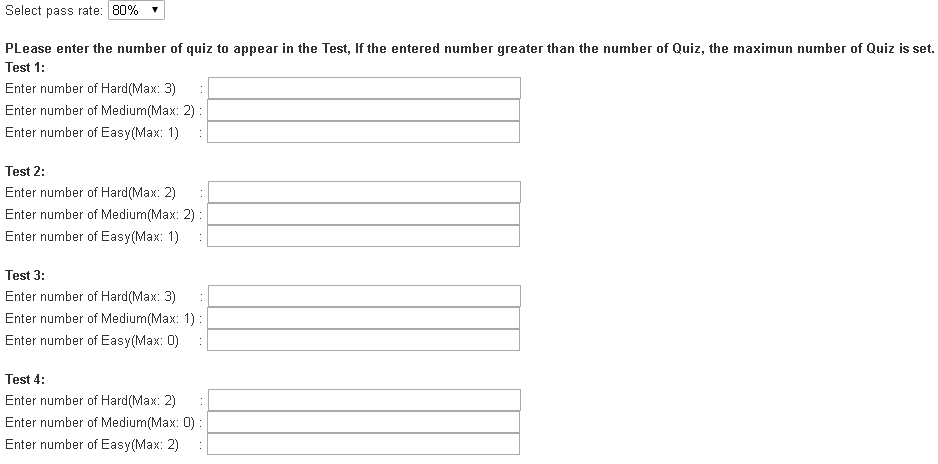 Select pass rate: 80%
PLease enter the number of quiz to appear in the Test, If the entered number greater than the number of Quiz, the maximun number of Quiz is set.
Test 1:
Enter number of Hard(Max: 3) :
Enter number of Medium(Max: 2) :
Enter number of Easy(Max: 1) :
Test 2:
Enter number of Hard(Max: 2) :
Enter number of Medium(Max: 2) :
Enter number of Easy(Max: 1) :
Test 3:
Enter number of Hard(Max: 3) :
Enter number of Medium(Max: 1) :
Enter number of Easy(Max: 0) :
Test 4:
Enter number of Hard(Max: 2) :
Enter number of Medium(Max: 0) :
Enter number of Easy(Max: 2) :